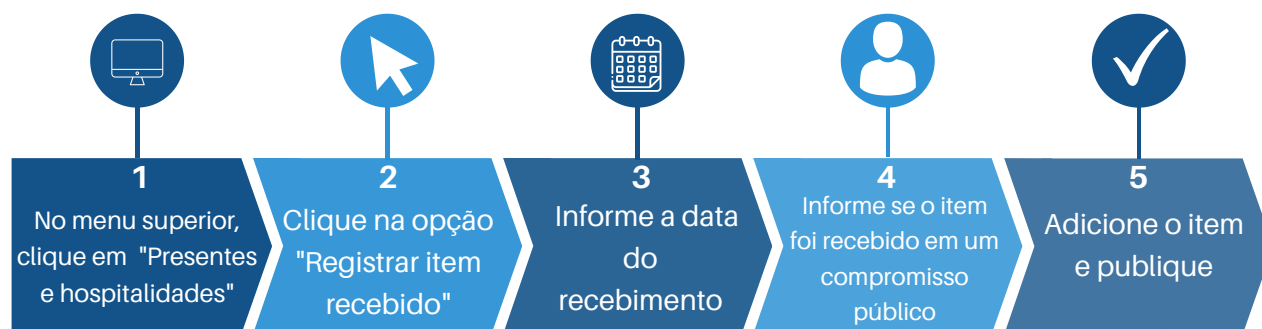 1
No menu superior,
clique em "Presentes
e hospitalidades"
2
Clique na opção
"Registrar item
recebido"
3
Informe a data
do
recebimento
4
Informe se o item
foi recebido em um
compromisso
público
5
Adicione o item
e publique